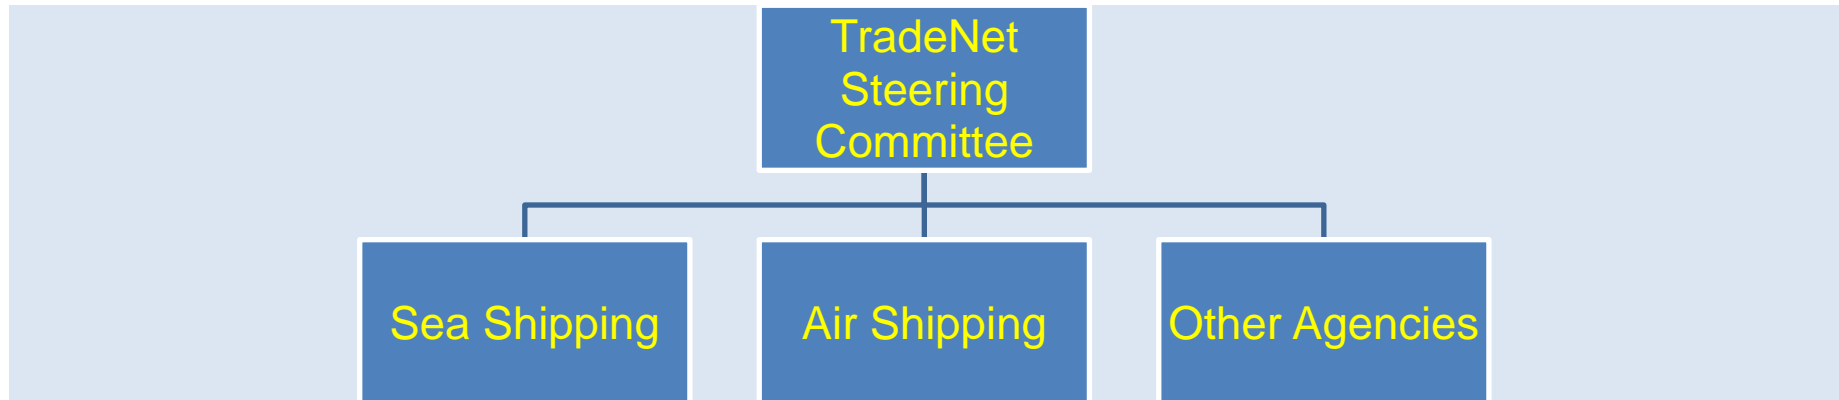 TradeNet
Steering
Committee
Sea Shipping
Air Shipping
Other Agencies